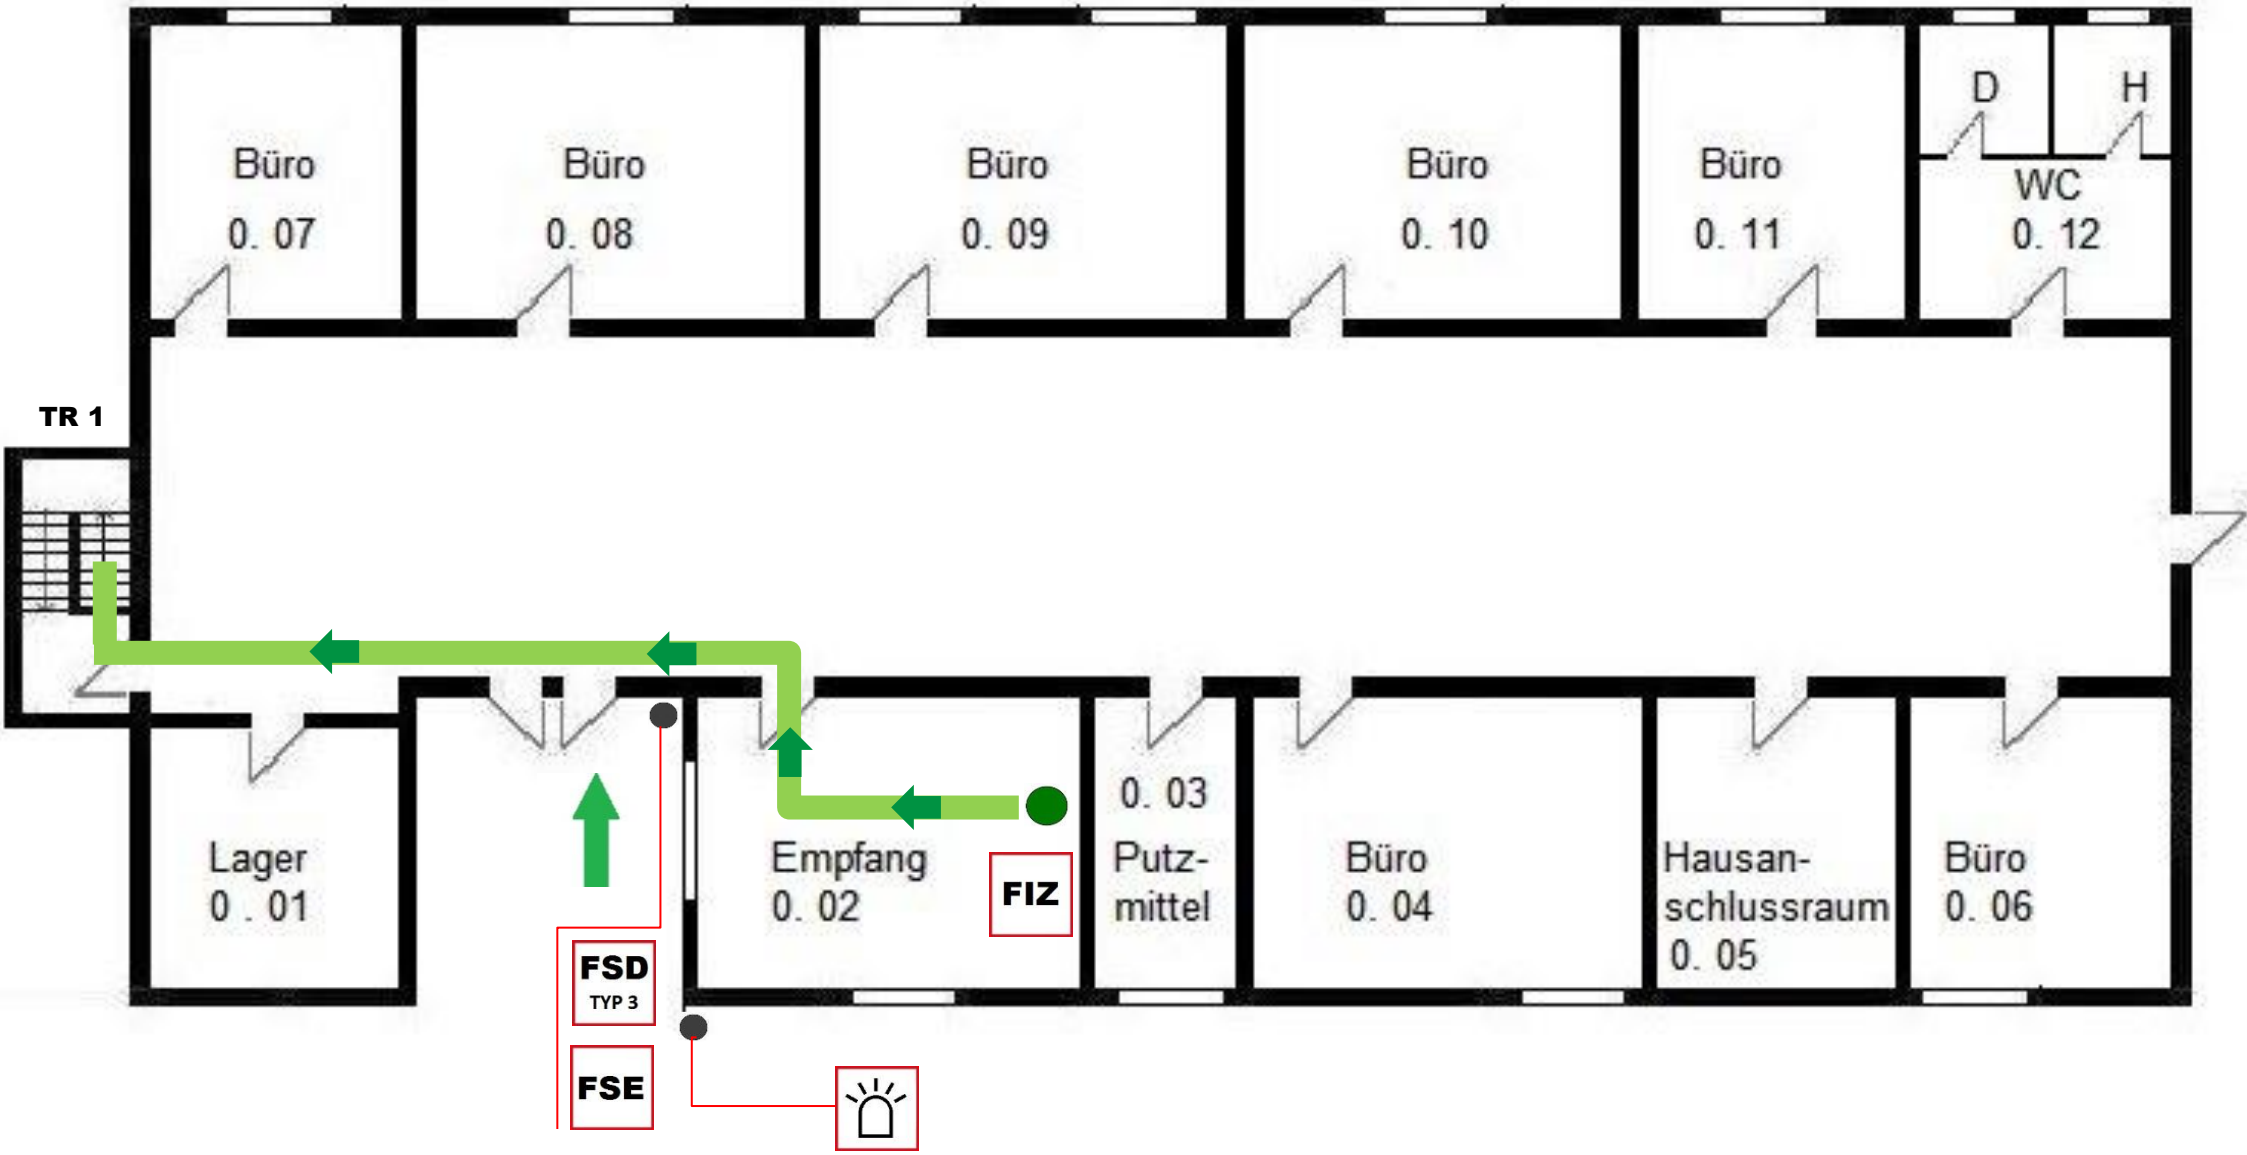 D
H
Büro
0. 07
Büro
0. 08
Büro
0. 09
Büro
0. 10
Büro
0. 11
WC
0. 12
TR 1
Lager
0 . 01
Empfang
0. 02
FIZ
0. 03
Putz-
mittel
Büro
0. 04
Hausan-
schlussraum
0. 05
Büro
0. 06
FSD
TYP 3
FSE